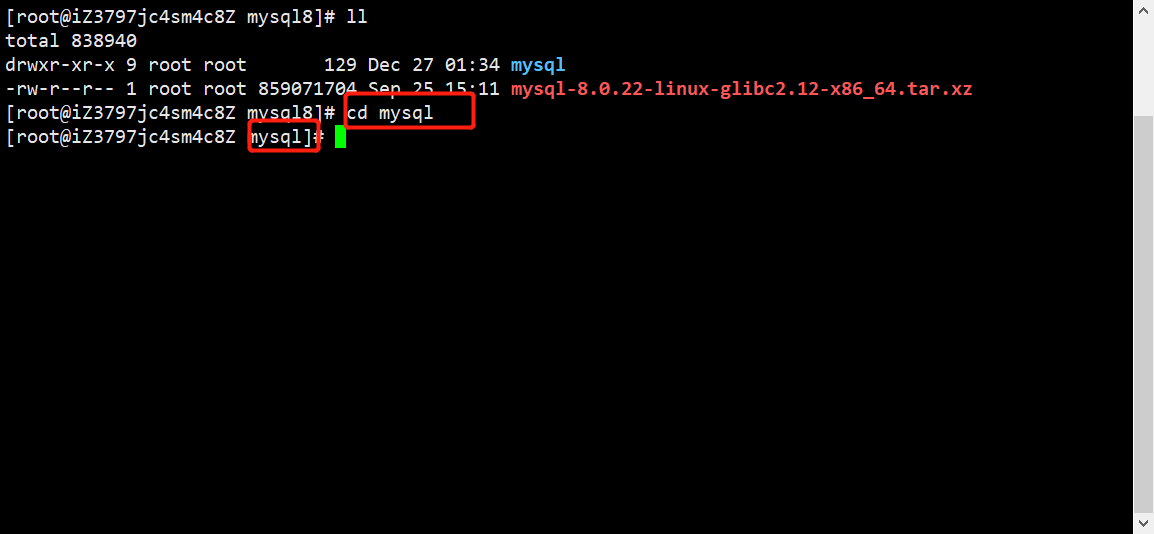 [root@iZ3797jc4sm4c8Z mysql8]# ll
total 838940
drwxr-xr-x 9 root root       129 Dec 27 01:34 mysql
-rw-r--r-- 1 root root 859071704 Sep 25 15:11 mysql-8.0.22-linux-glibc2.12-x86_64.tar.xz
[root@iZ3797jc4sm4c8Z mysql8]# cd mysql
[root@iZ3797jc4sm4c8Z mysql]#